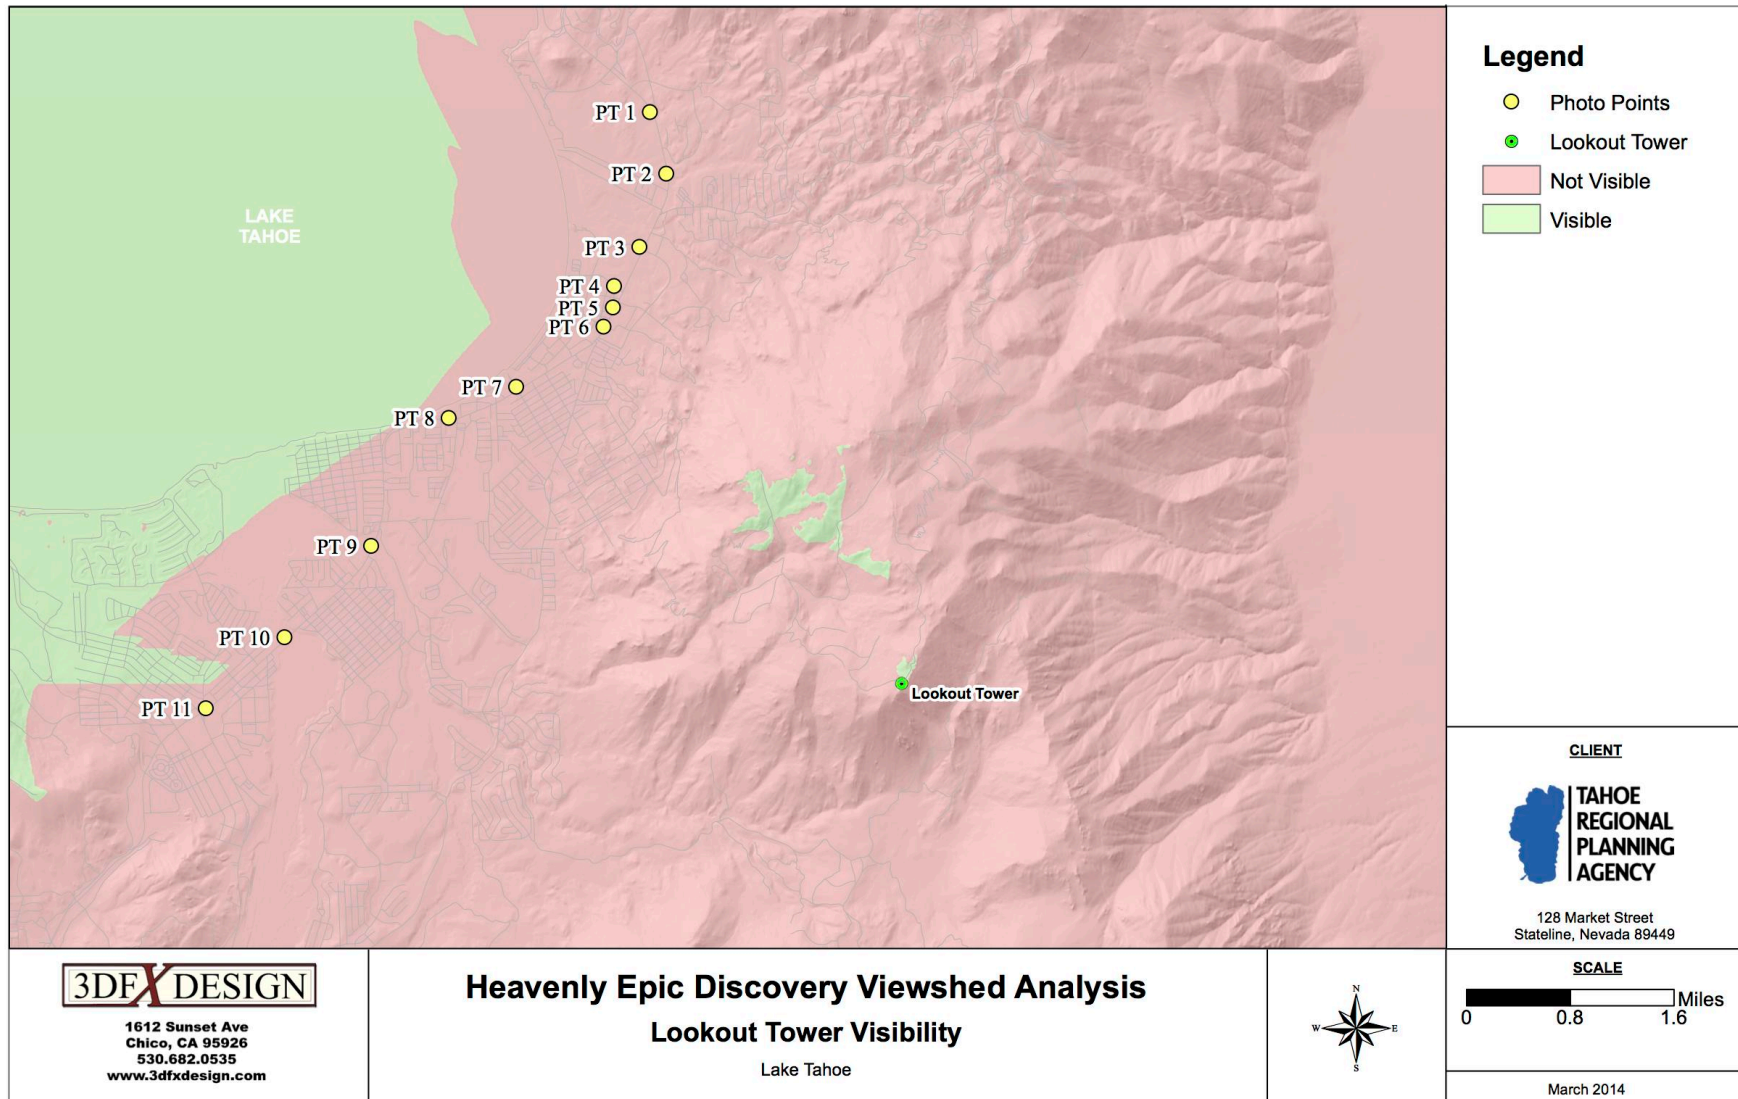 PT 1
PT 2
LAKE
TAHOE
PT 3
PT 4
PT 5
PT 6
PT 7
PT 8
PT 9
PT 10
Lookout Tower
PT 11
Legend
Photo Points
Lookout Tower
Not Visible
Visible
CLIENT
TAHOE
REGIONAL
PLANNING
AGENCY
128 Market Street
Stateline, Nevada 89449
3DFX DESIGN
1612 Sunset Ave
Chico, CA 95926
530.682.0535
www.3dfxdesign.com
Heavenly Epic Discovery Viewshed Analysis
Lookout Tower Visibility
Lake Tahoe
N
W E
S
SCALE
Miles
0 0.8 1.6
March 2014